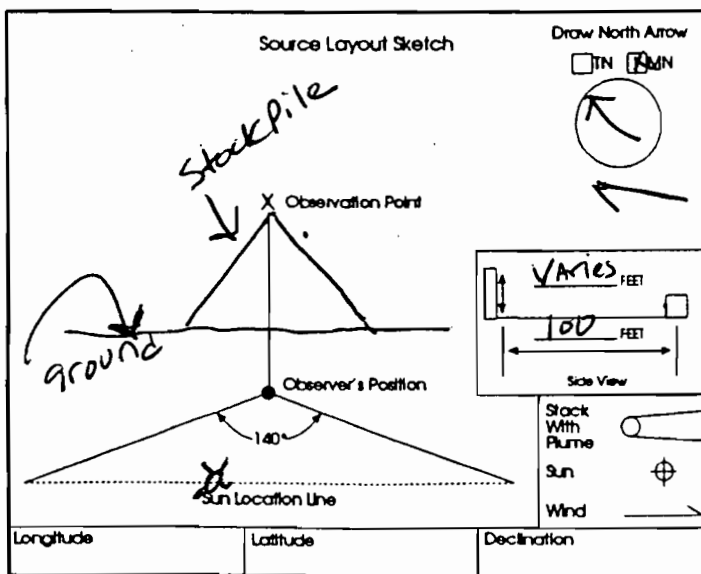 Source Layout Sketch
Draw North Arrow
TN MN
Stockpile
X Observation Point
Varies FEET
100 FEET
Side View
ground
Observer's Position
140°
Sun Location Line
Stack
With
Plume
Sun
Wind
Longitude
Latitude
Declination